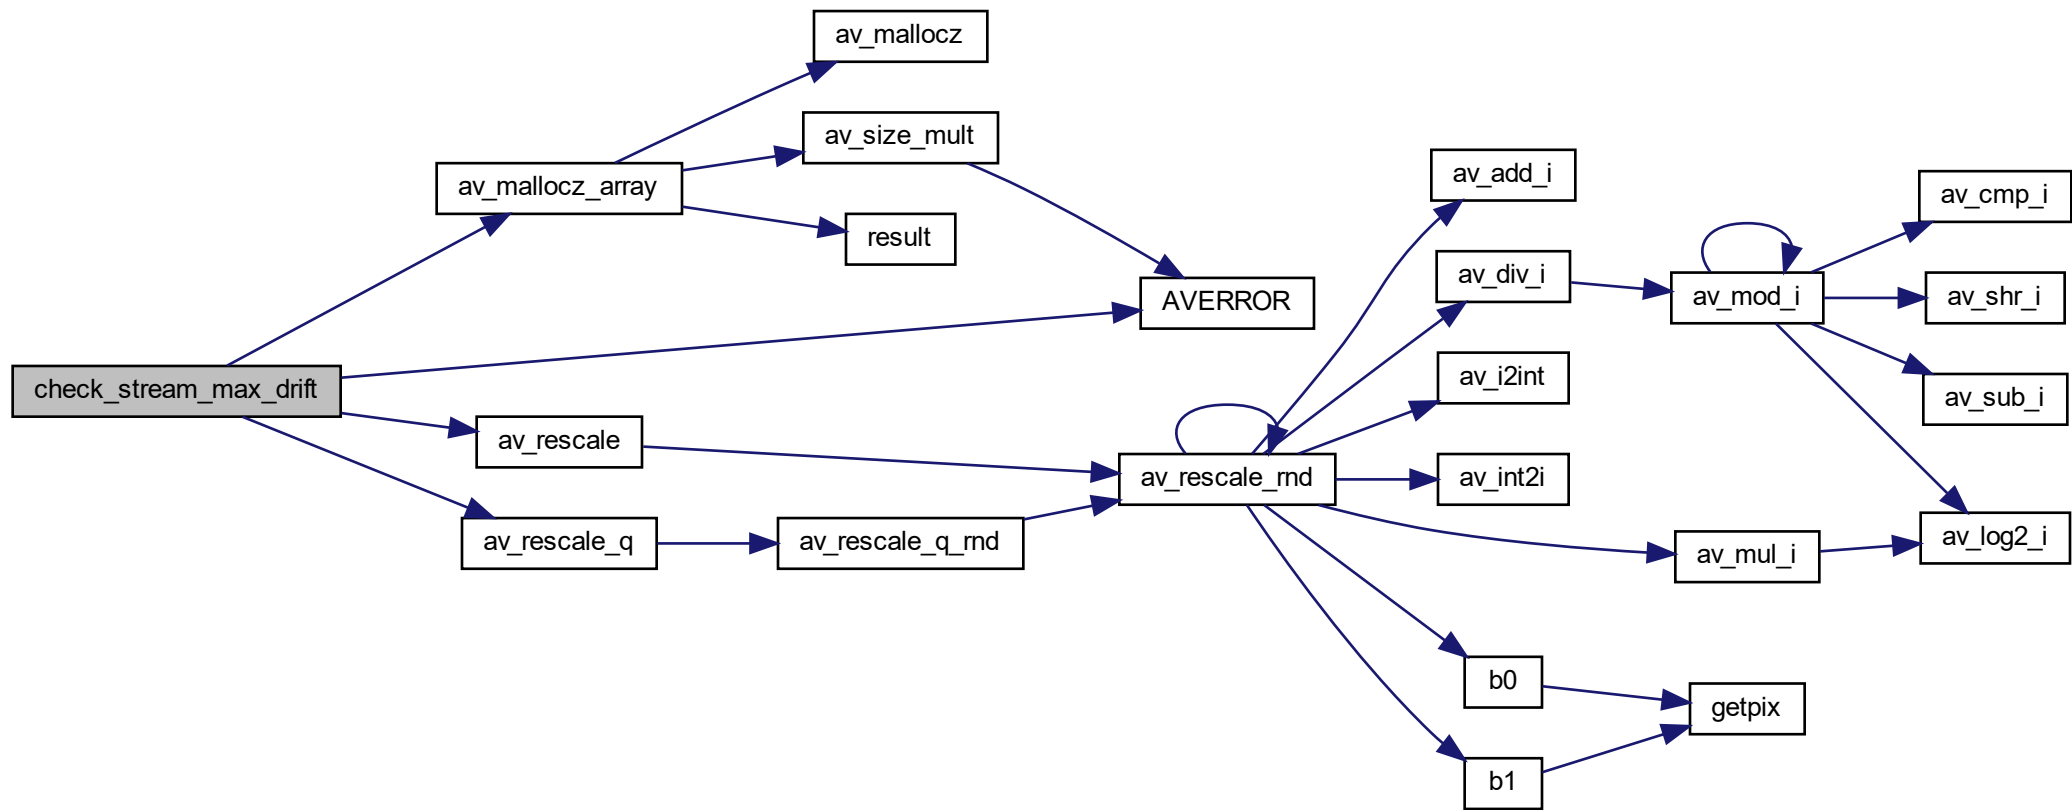 check_stream_max_drift
av_mallocz_array
av_mallocz
av_size_mult
result
AVERROR
av_rescale
av_rescale_q
av_rescale_q_rnd
av_rescale_rnd
av_add_i
av_div_i
av_i2int
av_int2i
av_mul_i
b0
b1
av_mod_i
av_cmp_i
av_shr_i
av_sub_i
av_log2_i
getpix